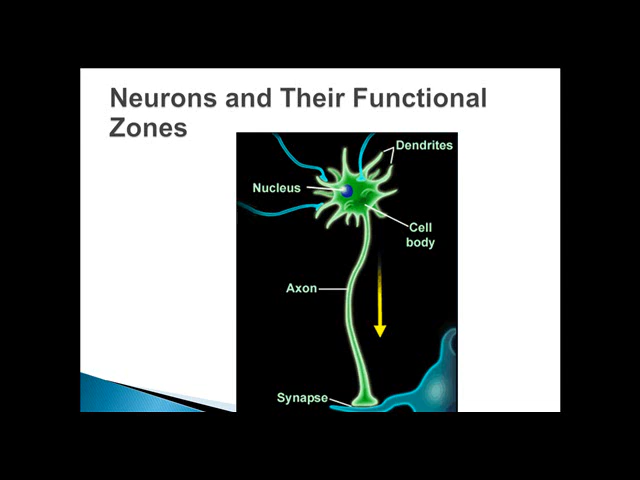 Neurons and Their Functional
Zones
Dendrites
Nucleus
Cell
body
Axon
Synapse